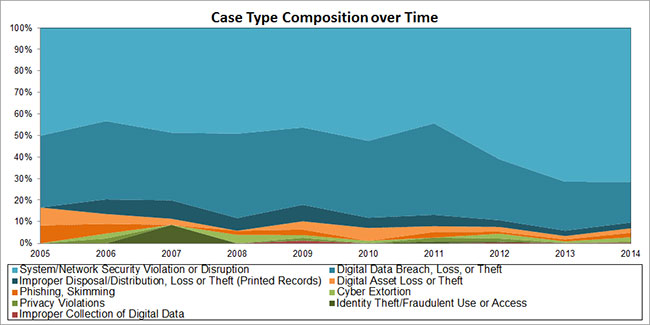 Case Type Composition over Time
100%
90%
80%
70%
60%
50%
40%
30%
20%
10%
0%
2005 2006 2007 2008 2009 2010 2011 2012 2013 2014
System/Network Security Violation or Disruption
Digital Data Breach, Loss, or Theft
Improper Disposal/Distribution, Loss or Theft (Printed Records)
Digital Asset Loss or Theft
Phishing, Skimming
Cyber Extortion
Privacy Violations
Identity Theft/Fraudulent Use or Access
Improper Collection of Digital Data